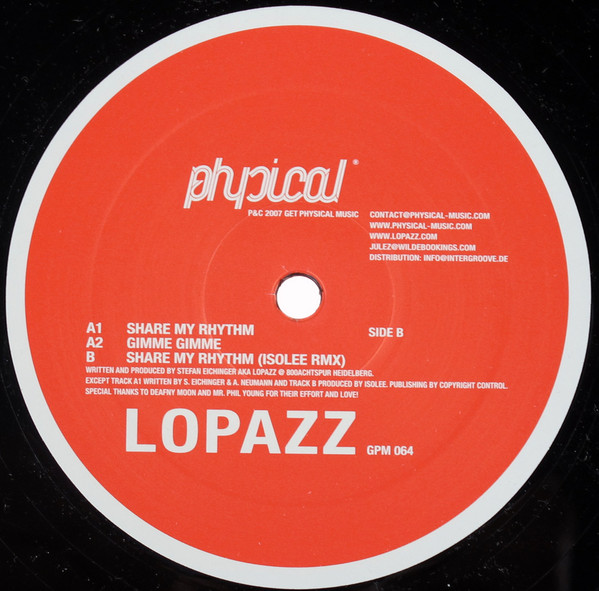 physical®
P&C 2007 GET PHYSICAL MUSIC
CONTACT@PHYSICAL-MUSIC.COM
WWW.PHYSICAL-MUSIC.COM
WWW.LOPAZZ.COM
JULEZ@WILDEBOOKINGS.COM
DISTRIBUTION: INFO@INTERGROOVE.DE
A1 SHARE MY RHYTHM SIDE B
A2 GIMME GIMME
B SHARE MY RHYTHM (ISOLEE RMX)
WRITTEN AND PRODUCED BY STEFAN EICHINGER AKA LOPAZZ @ 800ACHTSPUR HEIDELBERG.
EXCEPT TRACK A1 WRITTEN BY S. EICHINGER & A. NEUMANN AND TRACK B PRODUCED BY ISOLEE. PUBLISHING BY COPYRIGHT CONTROL.
SPECIAL THANKS TO DEAFNY MOON AND MR. PHIL YOUNG FOR THEIR EFFORT AND LOVE!
LOPAZZ GPM 064